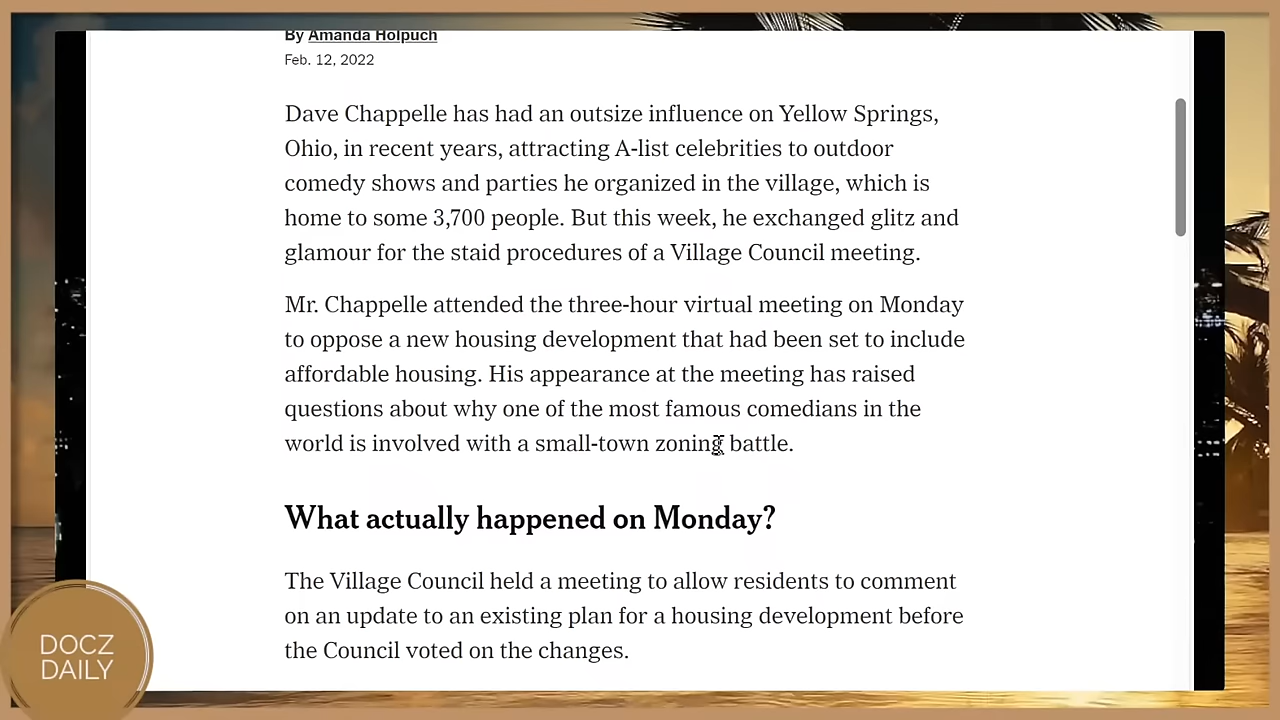 By Amanda Holpuch
Feb. 12, 2022
Dave Chappelle has had an outsize influence on Yellow Springs,
Ohio, in recent years, attracting A-list celebrities to outdoor
comedy shows and parties he organized in the village, which is
home to some 3,700 people. But this week, he exchanged glitz and
glamour for the staid procedures of a Village Council meeting.
Mr. Chappelle attended the three-hour virtual meeting on Monday
to oppose a new housing development that had been set to include
affordable housing. His appearance at the meeting has raised
questions about why one of the most famous comedians in the
world is involved with a small-town zoning battle.
What actually happened on Monday?
The Village Council held a meeting to allow residents to comment
on an update to an existing plan for a housing development before
the Council voted on the changes.
DOCZ
DAILY